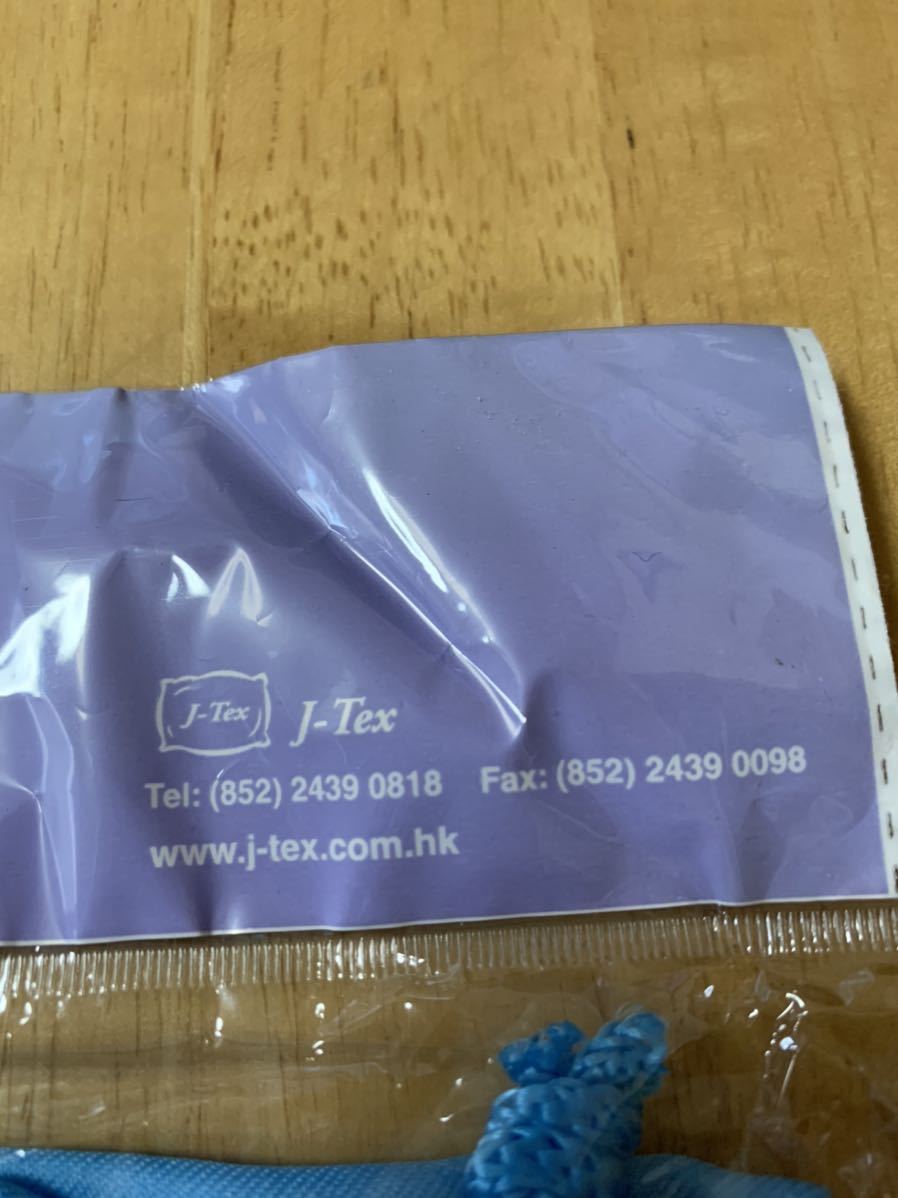 J-Tex J-Tex
Tel: (852) 2439 0818 Fax: (852) 2439 0098
www.j-tex.com.hk